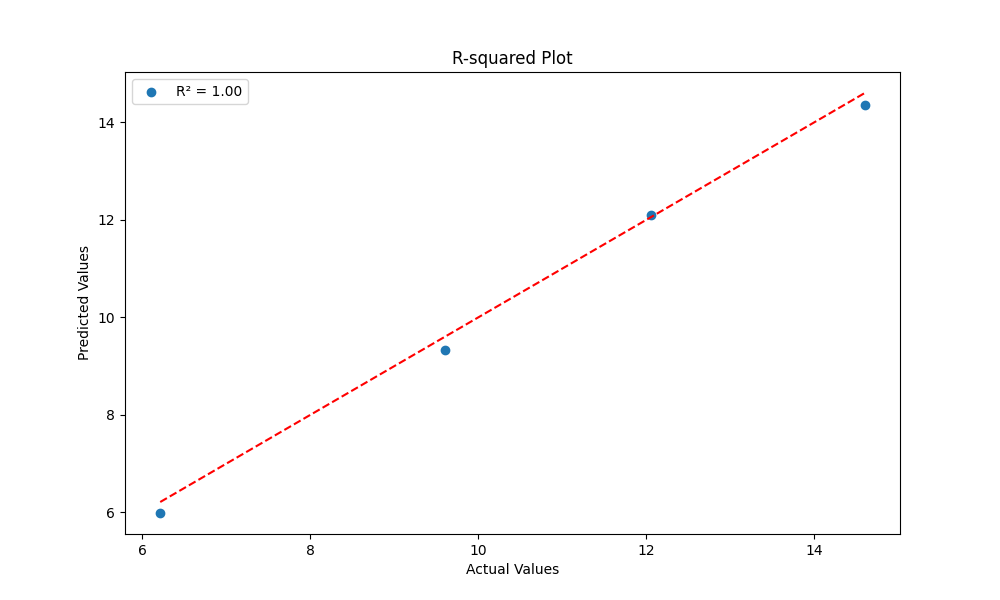 R-squared Plot
R² = 1.00
14
12
10
8
6
Predicted Values
6 8 10 12 14
Actual Values